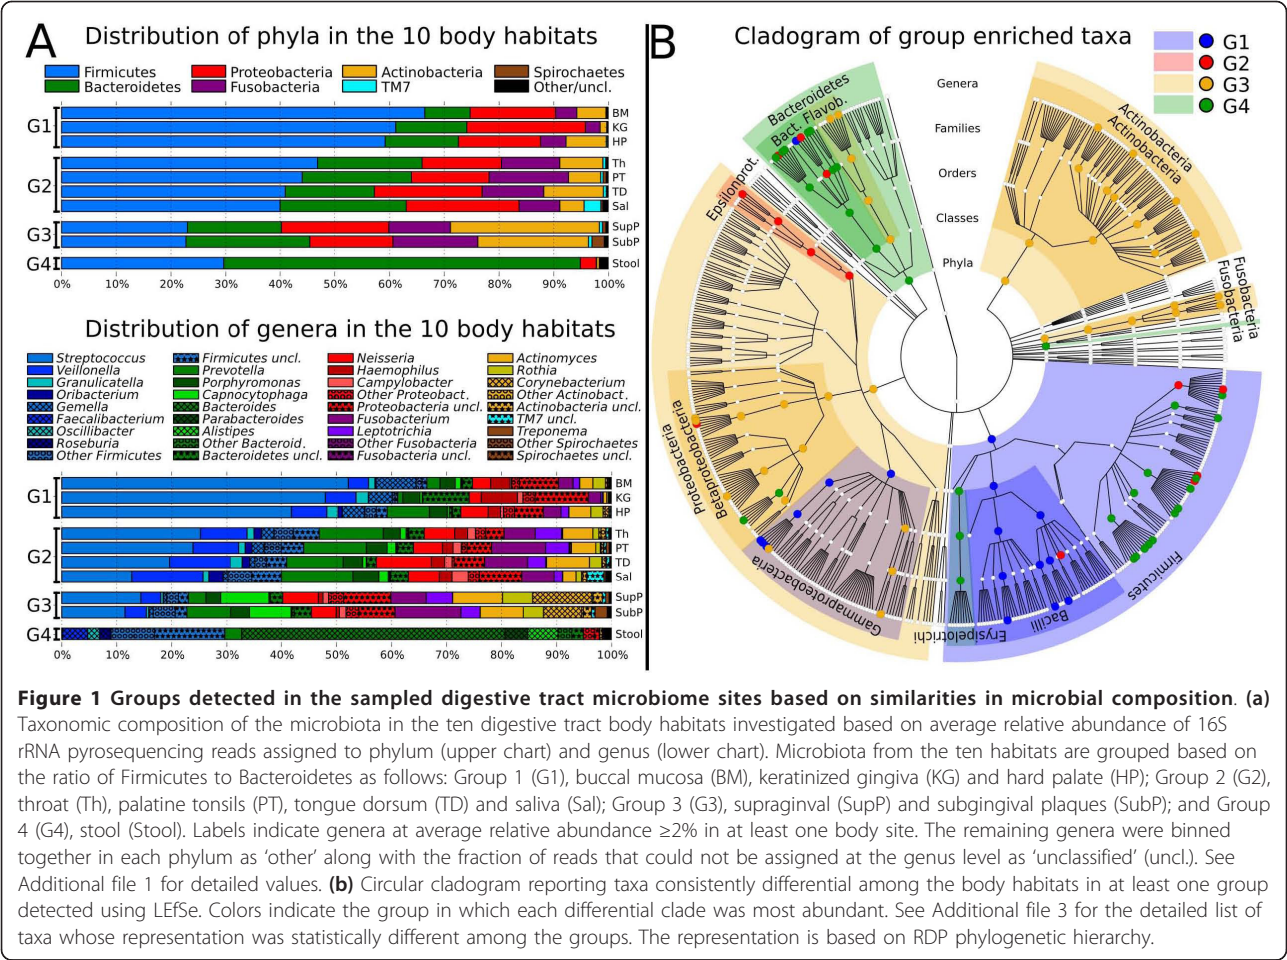 A
Distribution of phyla in the 10 body habitats
Firmicutes
Proteobacteria
Actinobacteria
Spirochaetes
Bacteroidetes
Fusobacteria
TM7
Other/uncl.
G1
BM
KG
HP
G2
Th
PT
TD
Sal
G3
SupP
SubP
G4
Stool
0% 10% 20% 30% 40% 50% 60% 70% 80% 90% 100%
Distribution of genera in the 10 body habitats
Streptococcus
Veillonella
Granulicatella
Oribacterium
Gemella
Faecalibacterium
Oscillibacter
Roseburia
Other Firmicutes
Firmicutes uncl.
Prevotella
Porphyromonas
Capnocytophaga
Bacteroides
Parabacteroides
Alistipes
Other Bacteroid.
Bacteroidetes uncl.
Neisseria
Haemophilus
Campylobacter
Other Proteobact.
Proteobacteria uncl.
Fusobacterium
Leptotrichia
Other Fusobacteria
Fusobacteria uncl.
Actinomyces
Rothia
Corynebacterium
Other Actinobact.
Actinobacteria uncl.
TM7 uncl.
Treponema
Other Spirochaetes
Spirochaetes uncl.
G1
BM
KG
HP
G2
Th
PT
TD
Sal
G3
SupP
SubP
G4
Stool
0% 10% 20% 30% 40% 50% 60% 70% 80% 90% 100%
B
Cladogram of group enriched taxa
G1
G2
G3
G4
Genera
Families
Orders
Classes
Phyla
Bacteroidetes
Bact. Flavob.
Epsilonprot.
Actinobacteria
Actinobacteria
Fusobacteria
Fusobacteria
Proteobacteria
Betaproteobacteria
Gammaproteobacteria
Erysipelotrichi
Bacilli
Firmicutes
Figure 1 Groups detected in the sampled digestive tract microbiome sites based on similarities in microbial composition. (a)
Taxonomic composition of the microbiota in the ten digestive tract body habitats investigated based on average relative abundance of 16S
rRNA pyrosequencing reads assigned to phylum (upper chart) and genus (lower chart). Microbiota from the ten habitats are grouped based on
the ratio of Firmicutes to Bacteroidetes as follows: Group 1 (G1), buccal mucosa (BM), keratinized gingiva (KG) and hard palate (HP); Group 2 (G2),
throat (Th), palatine tonsils (PT), tongue dorsum (TD) and saliva (Sal); Group 3 (G3), supraginval (SupP) and subgingival plaques (SubP); and Group
4 (G4), stool (Stool). Labels indicate genera at average relative abundance ≥2% in at least one body site. The remaining genera were binned
together in each phylum as ‘other’ along with the fraction of reads that could not be assigned at the genus level as ‘unclassified’ (uncl.). See
Additional file 1 for detailed values. (b) Circular cladogram reporting taxa consistently differential among the body habitats in at least one group
detected using LEfSe. Colors indicate the group in which each differential clade was most abundant. See Additional file 3 for the detailed list of
taxa whose representation was statistically different among the groups. The representation is based on RDP phylogenetic hierarchy.